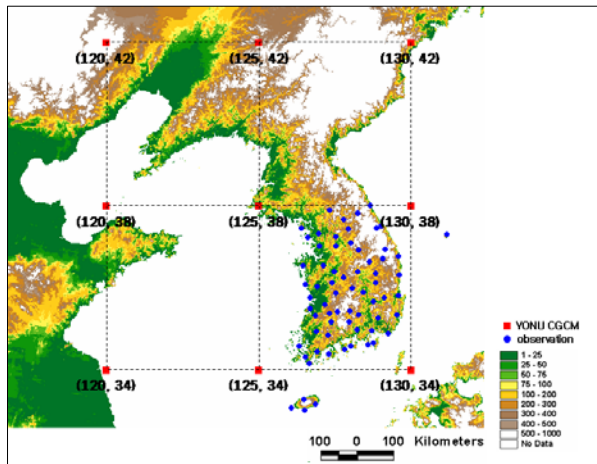 (120, 42) (125, 42) (130, 42)
(120, 38) (125, 38) (130, 38)
(120, 34) (125, 34) (130, 34)
YONU CGCM
observation
1 - 25
25 - 50
50 - 75
75 - 100
100 - 200
200 - 300
300 - 400
400 - 500
500 - 1000
No Data
100 0 100 Kilometers